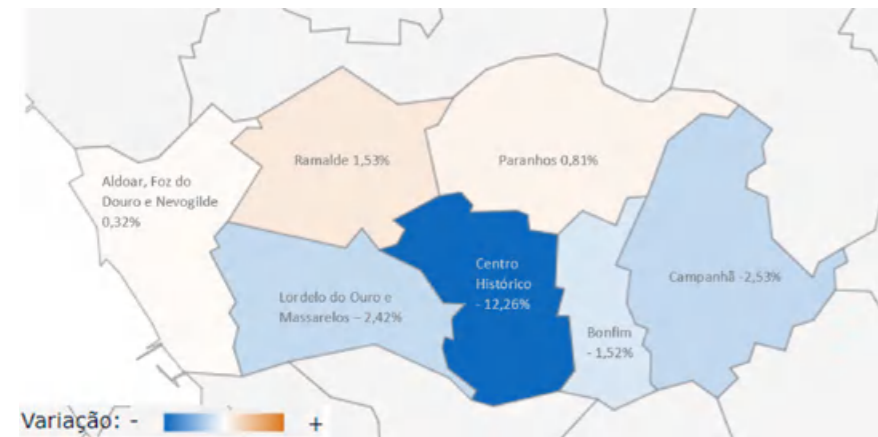 Ramalde 1,53%
Paranhos 0,81%
Aldoar, Foz do
Douro e Nevogilde
0,32%
Centro
Histórico
- 12,26%
Campanhã -2,53%
Lordelo do Ouro e
Massarelos – 2,42%
Bonfim
- 1,52%
Variação: - +